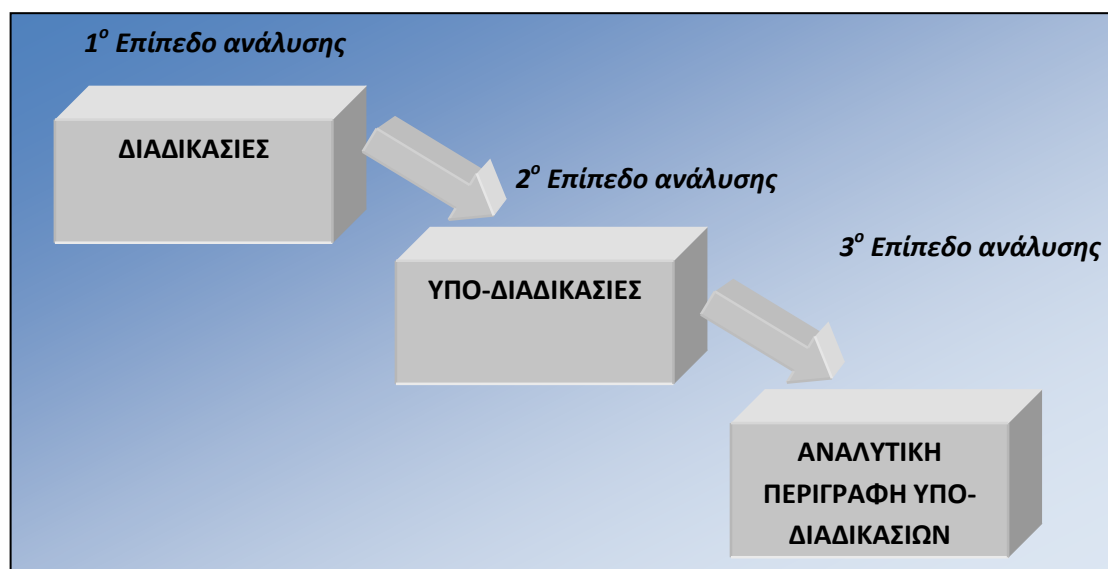 1º Επίπεδο ανάλυσης
ΔΙΑΔΙΚΑΣΙΕΣ
2º Επίπεδο ανάλυσης
ΥΠΟ-ΔΙΑΔΙΚΑΣΙΕΣ
3º Επίπεδο ανάλυσης
ΑΝΑΛΥΤΙΚΗ
ΠΕΡΙΓΡΑΦΗ ΥΠΟ-
ΔΙΑΔΙΚΑΣΙΩΝ